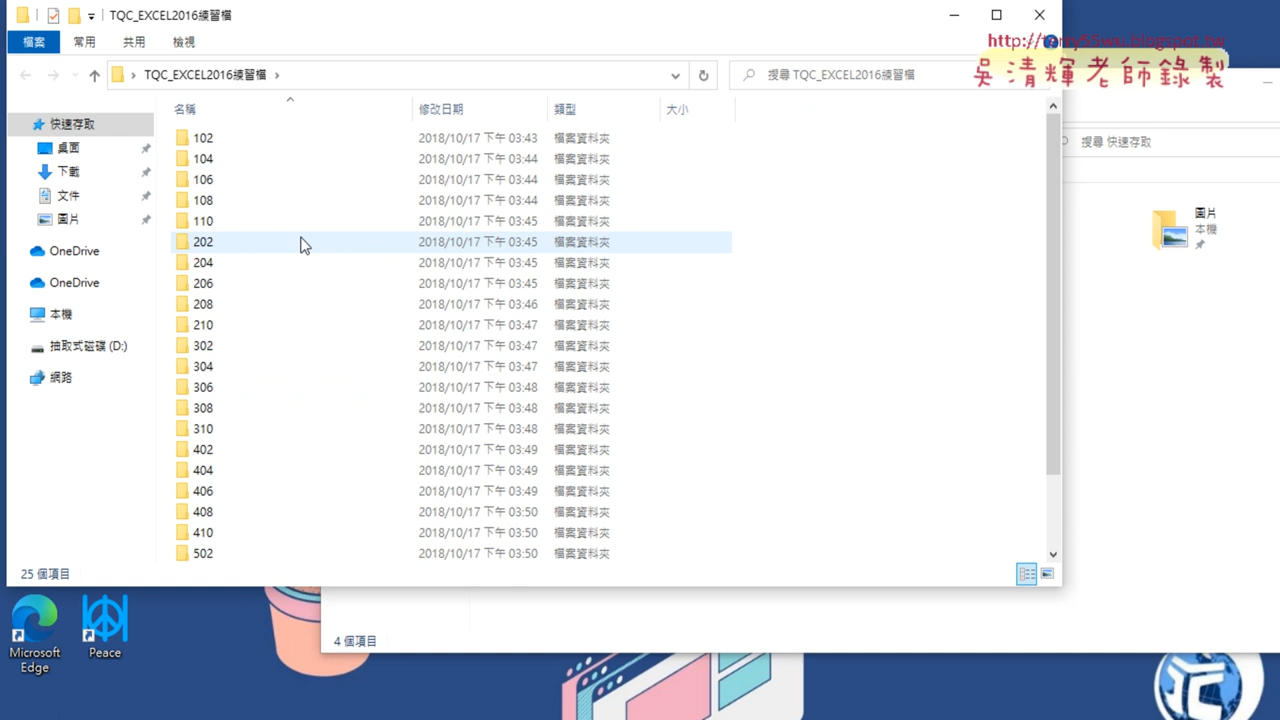 TQC_EXCEL2016練習檔
檔案 常用 共用 檢視
TQC_EXCEL2016練習檔
搜尋 TQC_EXCEL2016練習檔
http://terry55wu.blogspot.tw
吳清輝老師錄製
名稱 修改日期 類型 大小
快速存取
桌面
下載
文件
圖片
OneDrive
OneDrive
本機
抽取式磁碟 (D:)
網路
102 2018/10/17 下午 03:43 檔案資料夾
104 2018/10/17 下午 03:44 檔案資料夾
106 2018/10/17 下午 03:44 檔案資料夾
108 2018/10/17 下午 03:44 檔案資料夾
110 2018/10/17 下午 03:45 檔案資料夾
202 2018/10/17 下午 03:45 檔案資料夾
204 2018/10/17 下午 03:45 檔案資料夾
206 2018/10/17 下午 03:45 檔案資料夾
208 2018/10/17 下午 03:46 檔案資料夾
210 2018/10/17 下午 03:47 檔案資料夾
302 2018/10/17 下午 03:47 檔案資料夾
304 2018/10/17 下午 03:47 檔案資料夾
306 2018/10/17 下午 03:48 檔案資料夾
308 2018/10/17 下午 03:48 檔案資料夾
310 2018/10/17 下午 03:48 檔案資料夾
402 2018/10/17 下午 03:49 檔案資料夾
404 2018/10/17 下午 03:49 檔案資料夾
406 2018/10/17 下午 03:49 檔案資料夾
408 2018/10/17 下午 03:50 檔案資料夾
410 2018/10/17 下午 03:50 檔案資料夾
502 2018/10/17 下午 03:50 檔案資料夾
25 個項目
搜尋 快速存取
圖片
本機
4 個項目
Microsoft
Edge
Peace